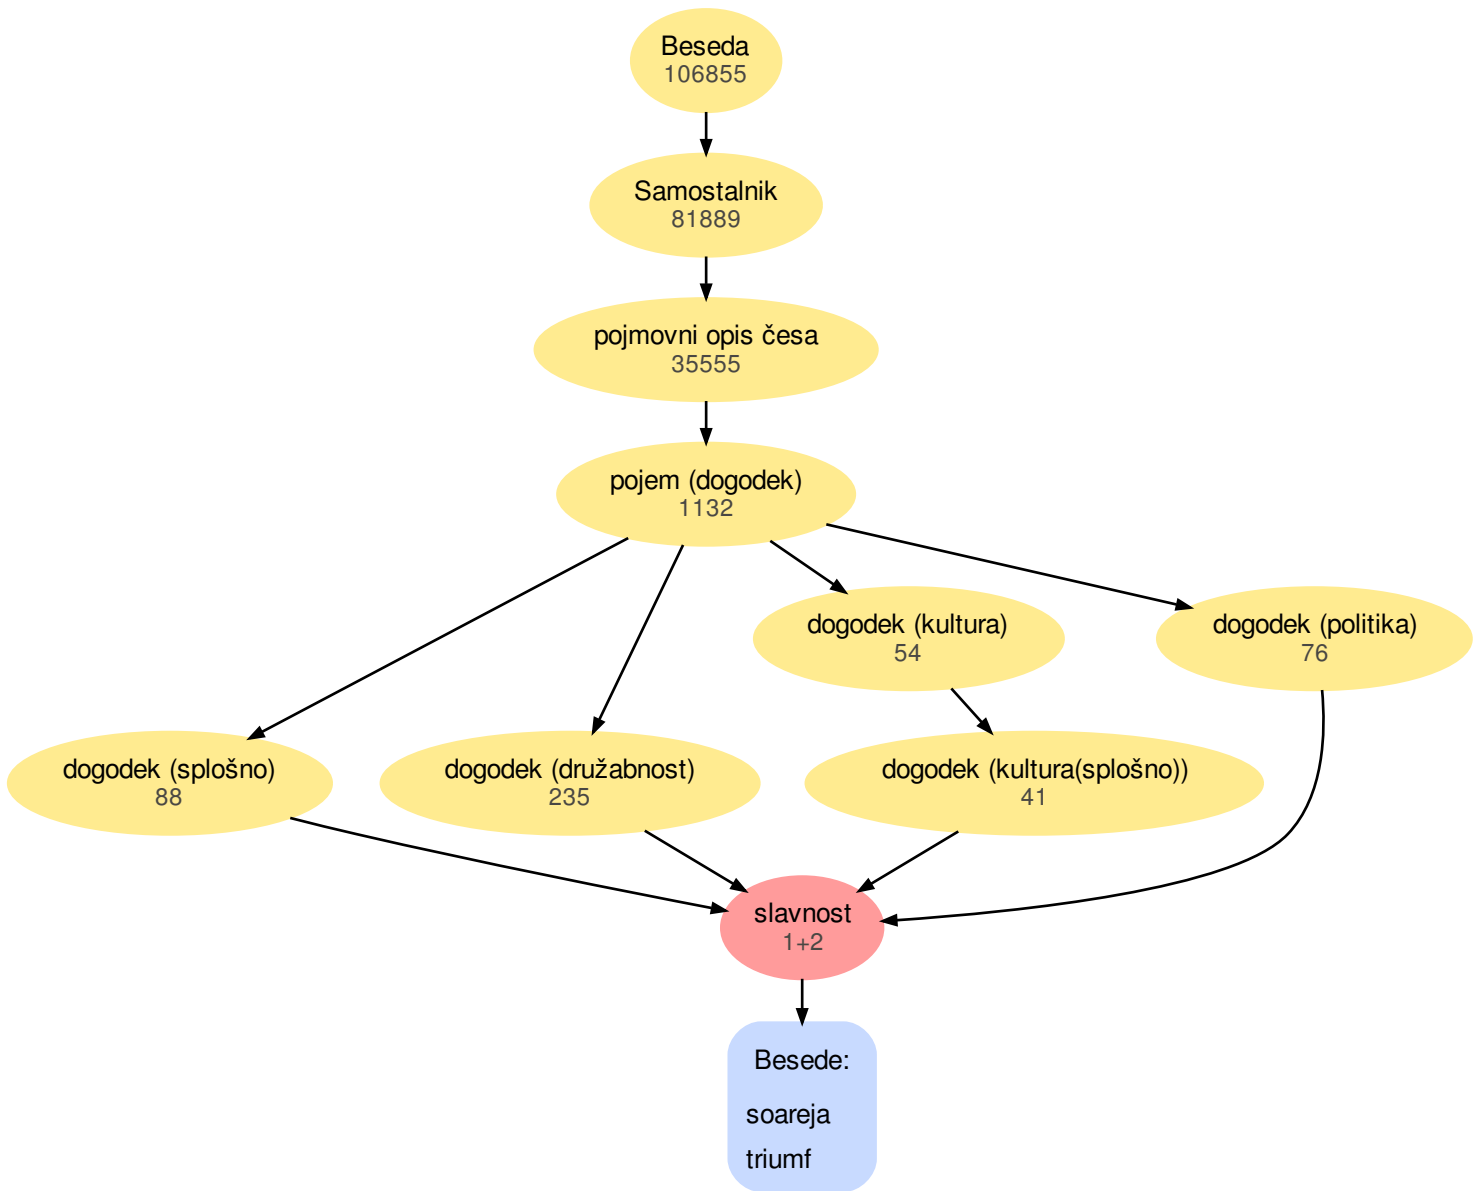 Beseda
106855
Samostalnik
81889
pojmovni opis česa
35555
pojem (dogodek)
1132
dogodek (kultura)
54
dogodek (politika)
76
dogodek (splošno)
88
dogodek (družabnost)
235
dogodek (kultura(splošno))
41
slavnost
1+2
Besede:
soareja
triumf